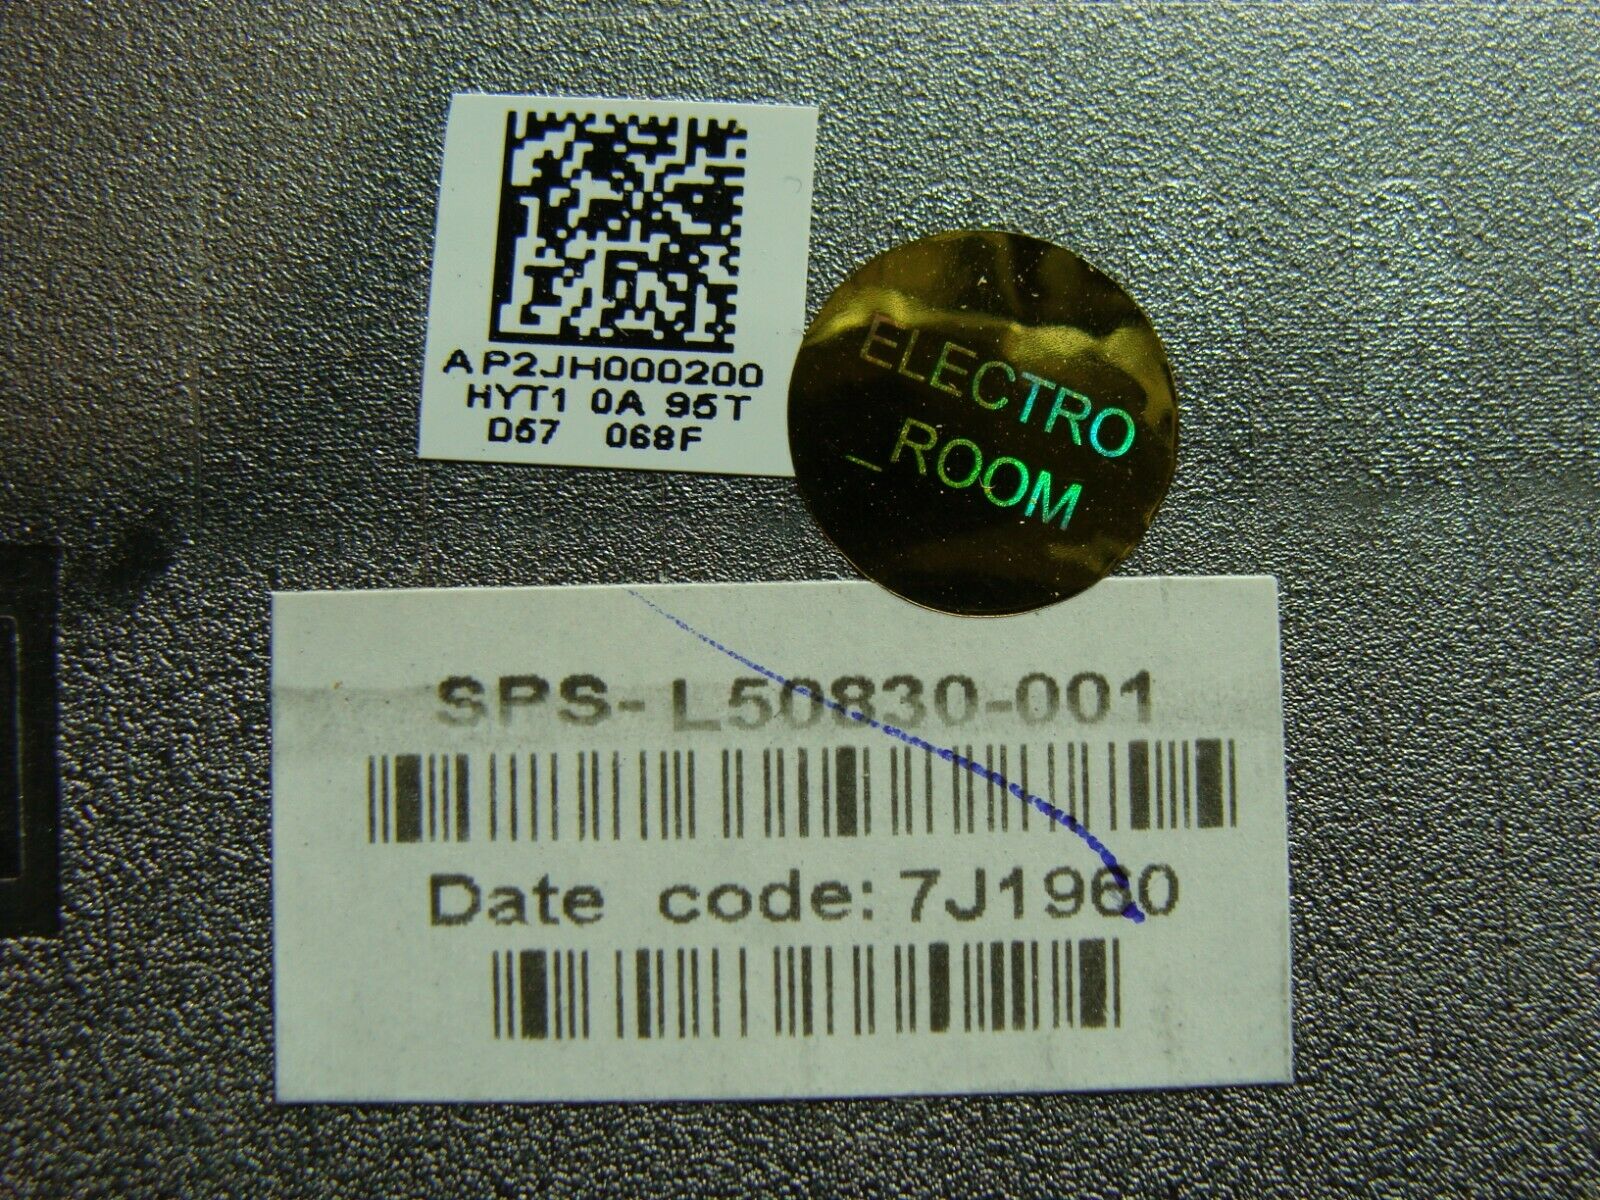 AP2JH000200
HYT1 0A 95T
D57 068F
ELECTRO
_ROOM
SPS-L50830-001
Date code: 7J1960